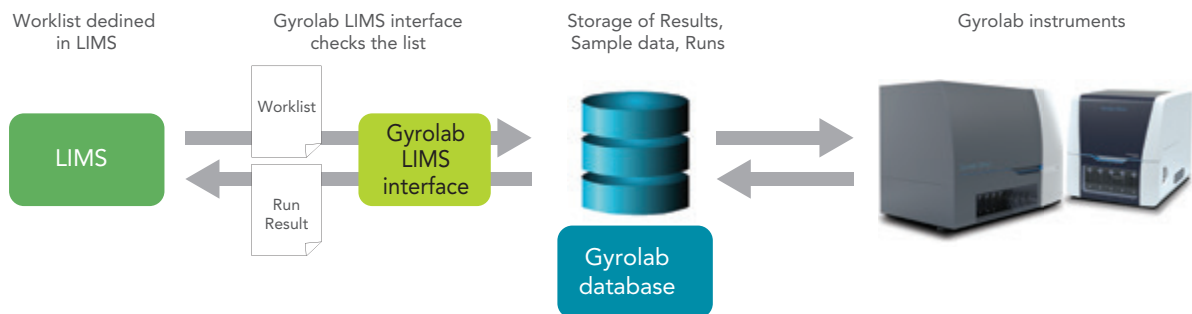 Worklist dedined
in LIMS
Gyrolab LIMS interface
checks the list
Storage of Results,
Sample data, Runs
Gyrolab instruments
Worklist
LIMS
Gyrolab
LIMS
interface
Run
Result
Gyrolab
database